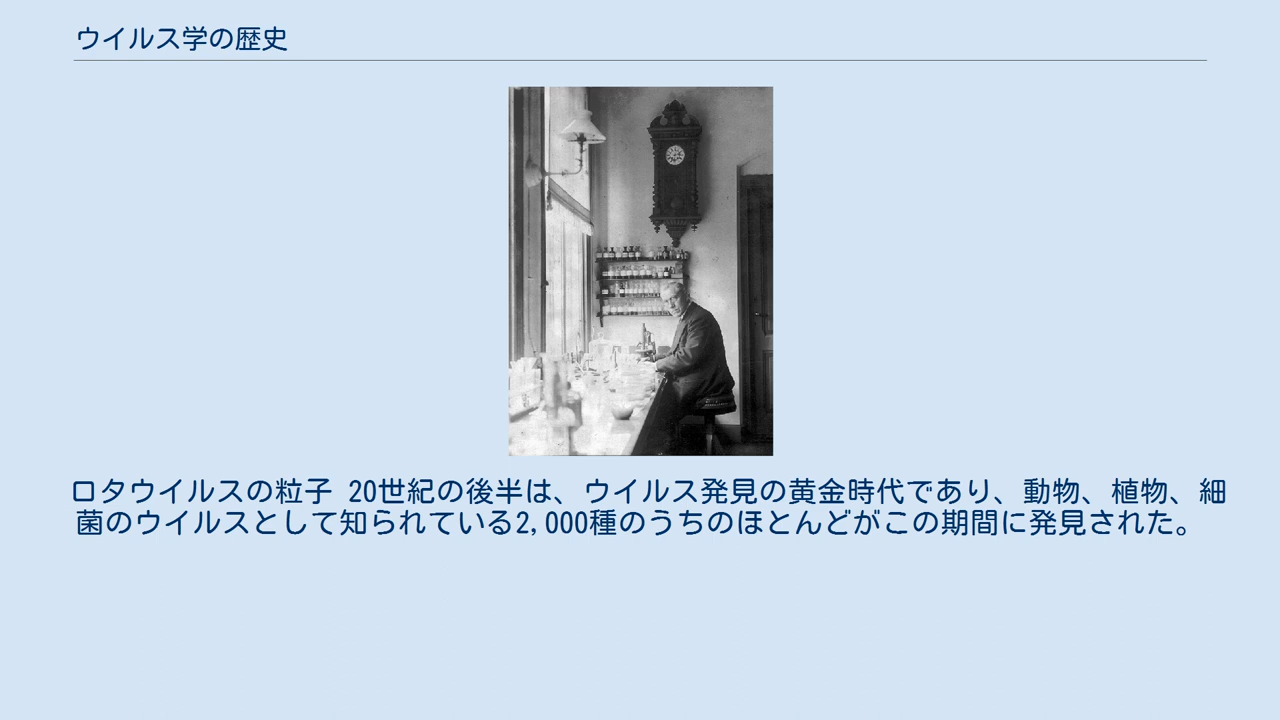 ウイルス学の歴史
ロタウイルスの粒子 20世紀の後半は、ウイルス発見の黄金時代であり、動物、植物、細
菌のウイルスとして知られている2,000種のうちのほとんどがこの期間に発見された。